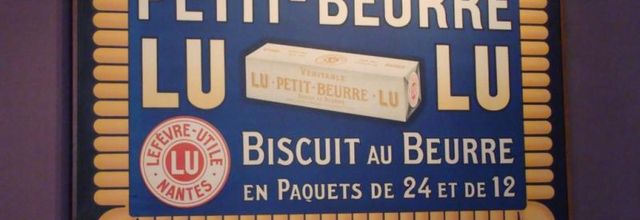 PETIT-BEURRE
LU LU
VÉRITABLE
LU · PETIT-BEURRE · LU
LEFÈVRE-UTILE
LU
NANTES
BISCUIT AU BEURRE
EN PAQUETS DE 24 ET DE 12